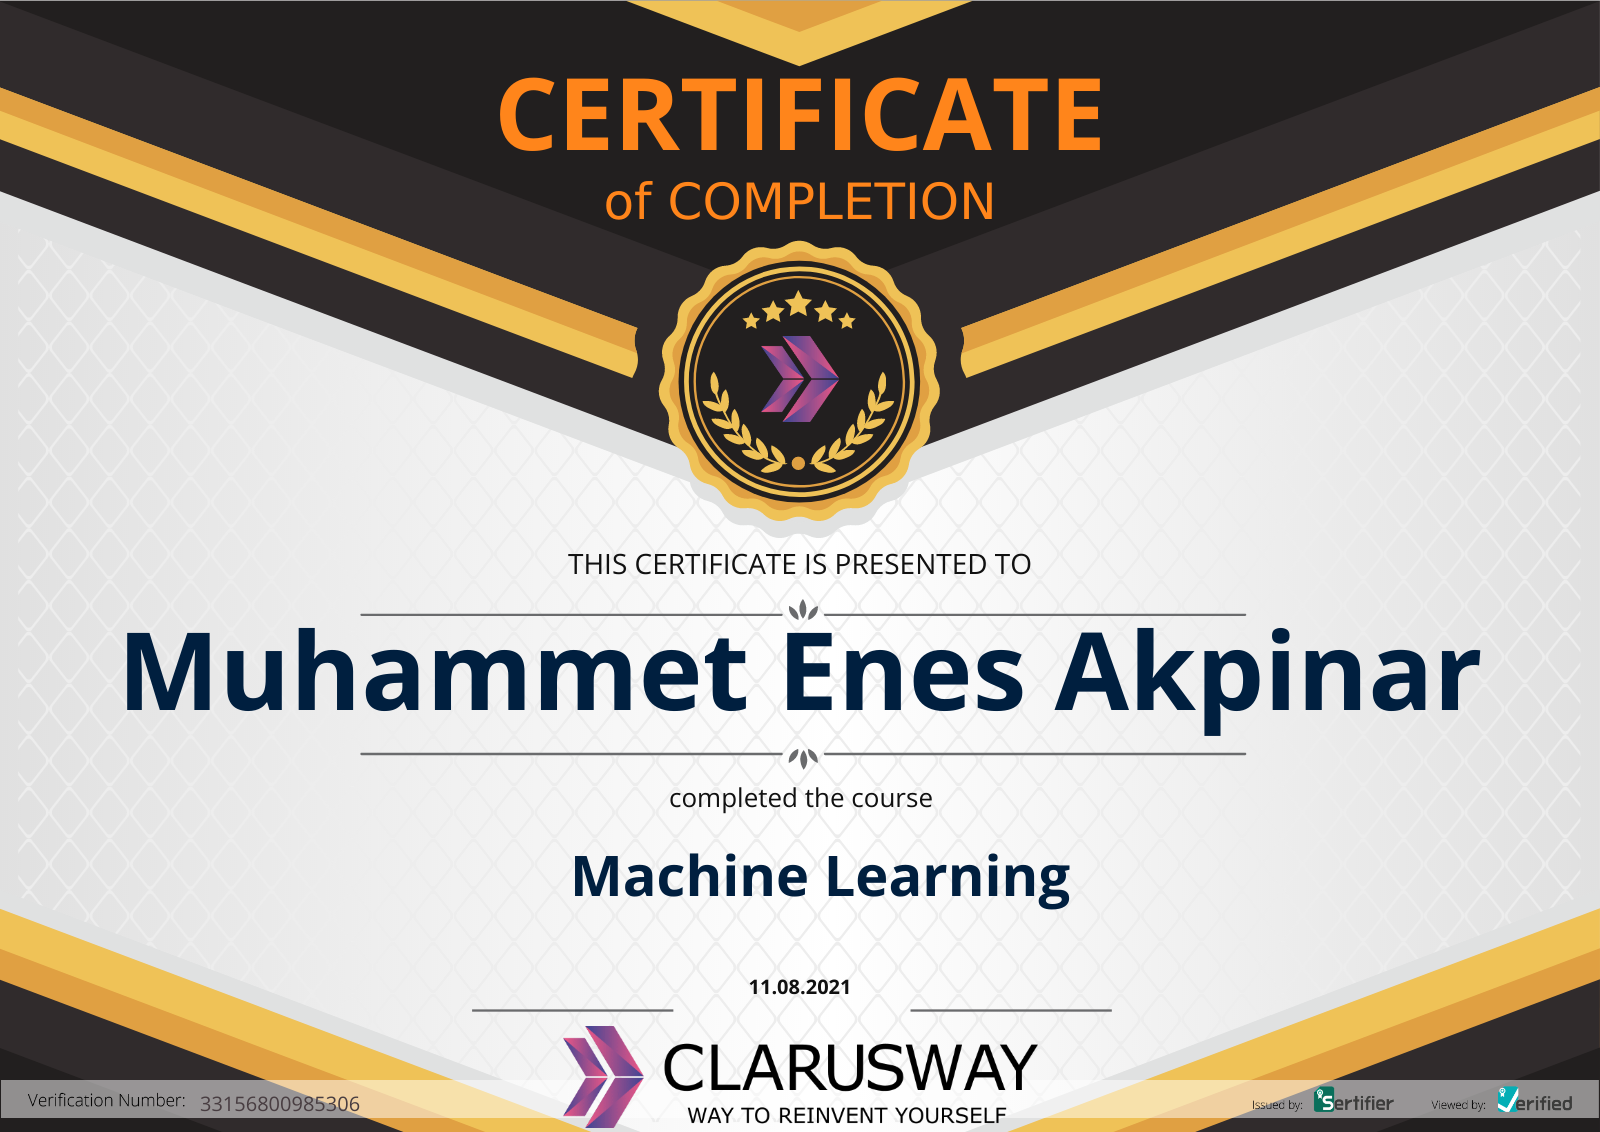 CERTIFICATE
of COMPLETION
THIS CERTIFICATE IS PRESENTED TO
Muhammet Enes Akpinar
completed the course
Machine Learning
11.08.2021
CLARUSWAY
WAY TO REINVENT YOURSELF
Verification Number: 33156800985306
Issued by: Sertifier Viewed by: Verified